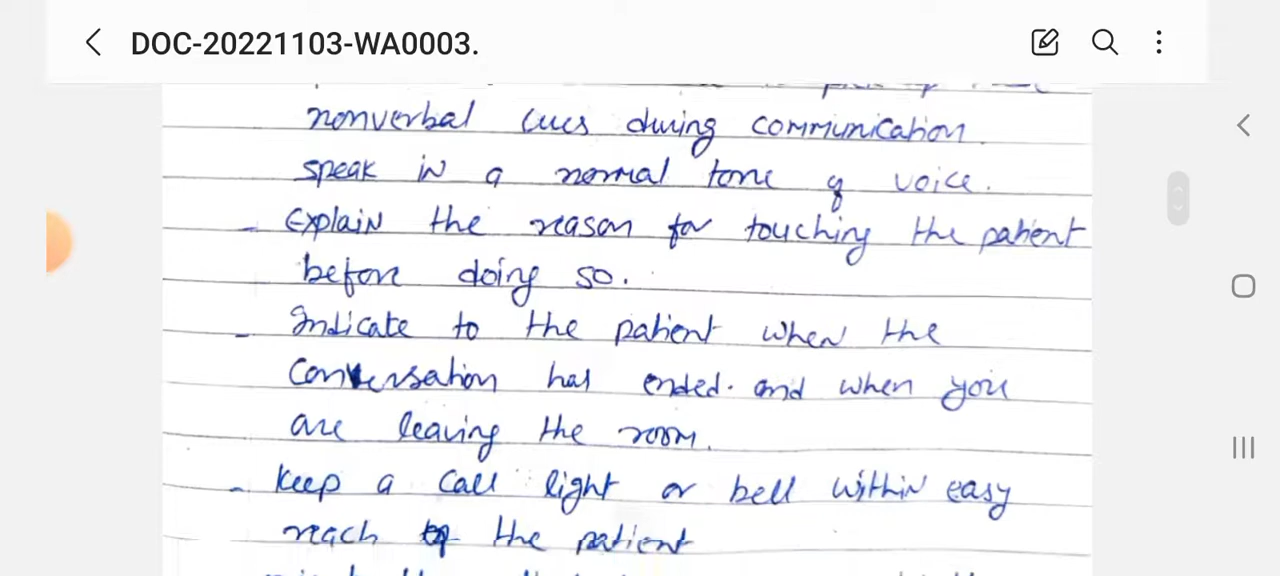 DOC-20221103-WA0003.
nonverbal cues during communication.
speak in a normal tone of voice.
- Explain the reason for touching the patient
before doing so.
- Indicate to the patient when the
conversation has ended. and when you
are leaving the room.
- Keep a call light or bell within easy
reach of the patient